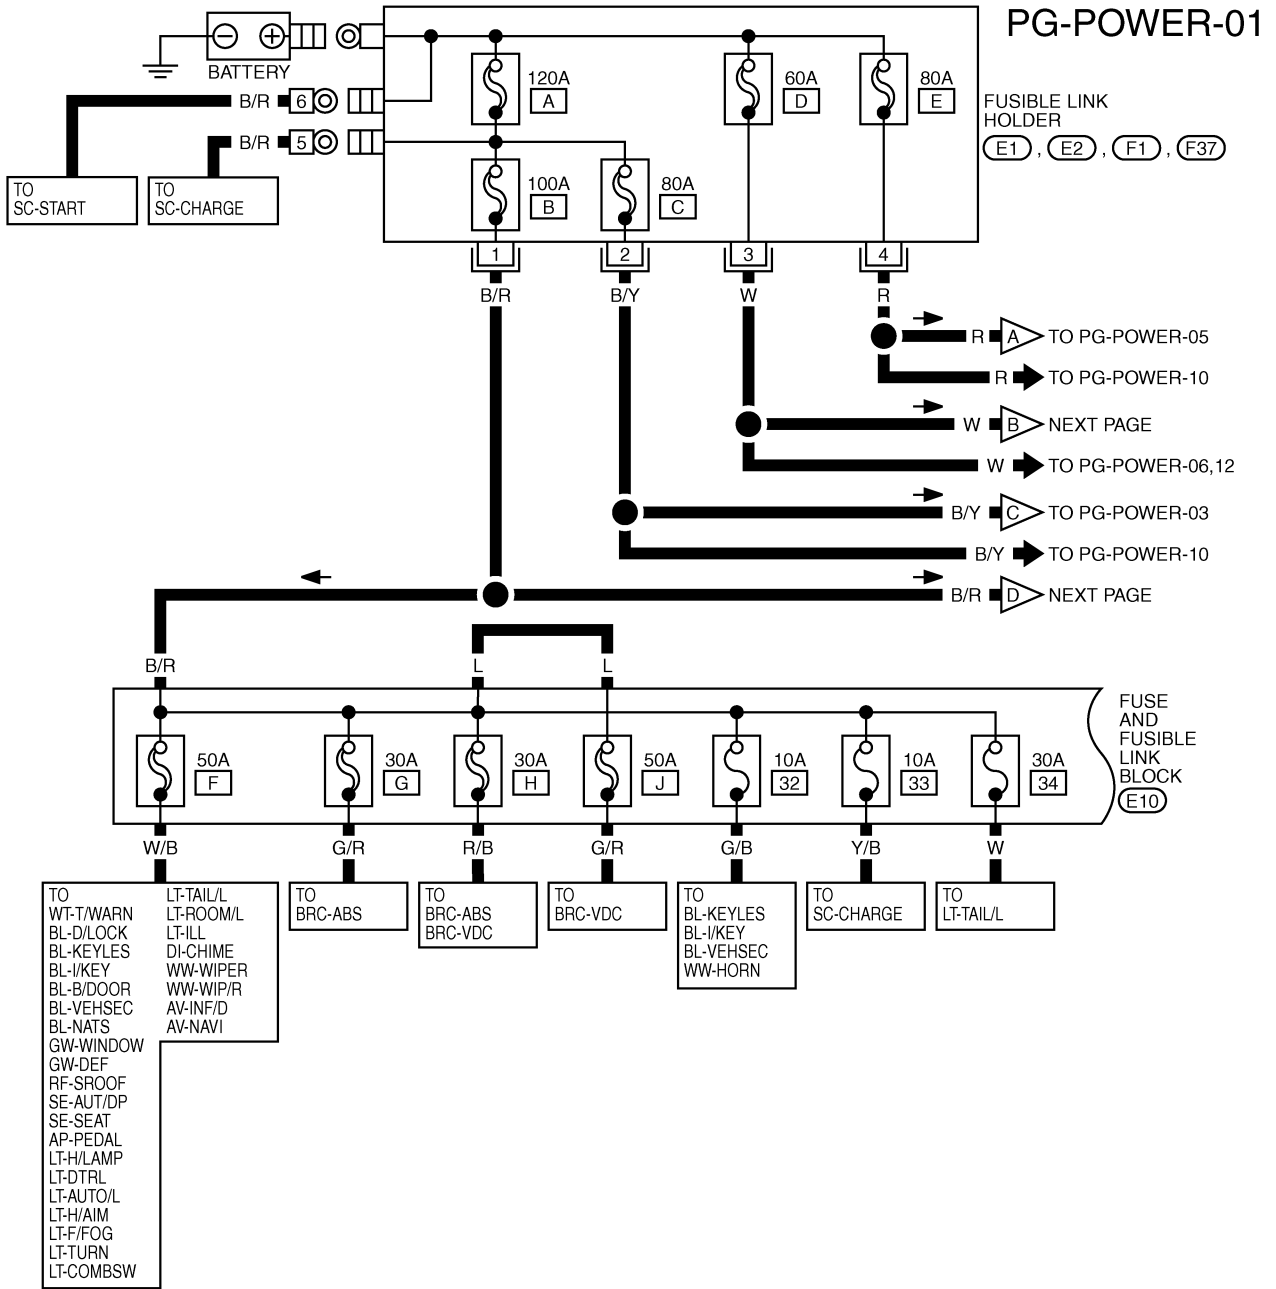 PG-POWER-01
BATTERY
120A
A
60A
D
80A
E
FUSIBLE LINK
HOLDER
E1 , E2 , F1 , F37
B/R 6
B/R 5
100A
B
80A
C
TO
SC-START
TO
SC-CHARGE
1 2 3 4
B/R B/Y W R
R A TO PG-POWER-05
R TO PG-POWER-10
W B NEXT PAGE
W TO PG-POWER-06,12
B/Y C TO PG-POWER-03
B/Y TO PG-POWER-10
B/R D NEXT PAGE
B/R L L
FUSE
AND
FUSIBLE
LINK
BLOCK
E10
50A
F
30A
G
30A
H
50A
J
10A
32
10A
33
30A
34
W/B G/R R/B G/R G/B Y/B W
TO
WT-T/WARN
BL-D/LOCK
BL-KEYLES
BL-I/KEY
BL-B/DOOR
BL-VEHSEC
BL-NATS
GW-WINDOW
GW-DEF
RF-SROOF
SE-AUT/DP
SE-SEAT
AP-PEDAL
LT-H/LAMP
LT-DTRL
LT-AUTO/L
LT-H/AIM
LT-F/FOG
LT-TURN
LT-COMBSW
LT-TAIL/L
LT-ROOM/L
LT-ILL
DI-CHIME
WW-WIPER
WW-WIP/R
AV-INF/D
AV-NAVI
TO
BRC-ABS
TO
BRC-ABS
BRC-VDC
TO
BRC-VDC
TO
BL-KEYLES
BL-I/KEY
BL-VEHSEC
WW-HORN
TO
SC-CHARGE
TO
LT-TAIL/L